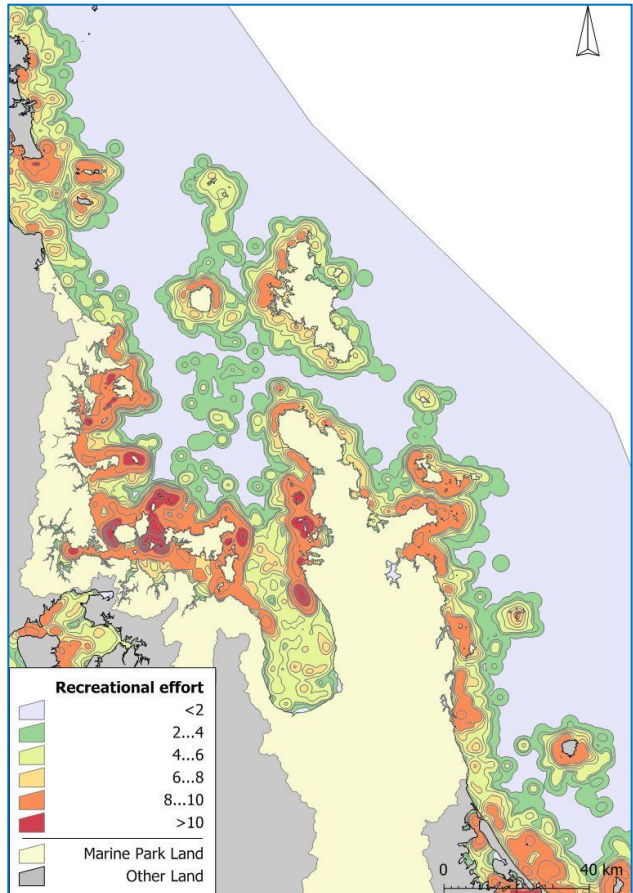 Recreational effort
<2
2...4
4...6
6...8
8...10
>10
Marine Park Land
Other Land
0 40 km